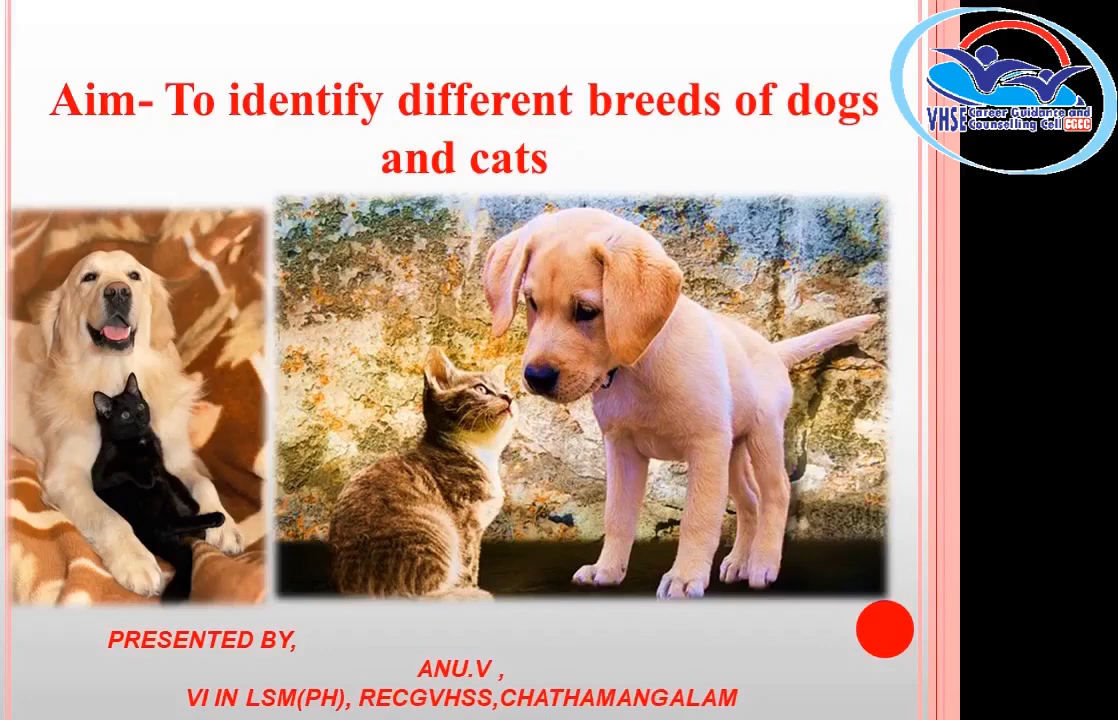 Aim- To identify different breeds of dogs
and cats
VHSE Career Guidance and
Counselling Cell CGCC
PRESENTED BY,
ANU.V ,
VI IN LSM(PH), RECGVHSS,CHATHAMANGALAM